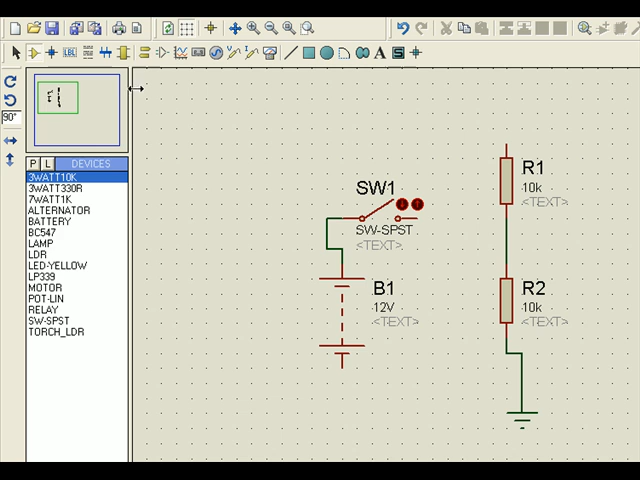 LBL
A
S
90°
P L DEVICES
3WATT10K
3WATT330R
7WATT1K
ALTERNATOR
BATTERY
BC547
LAMP
LDR
LED-YELLOW
LP339
MOTOR
POT-LIN
RELAY
SW-SPST
TORCH_LDR
SW1
SW-SPST
<TEXT>
B1
12V
<TEXT>
R1
10k
<TEXT>
R2
10k
<TEXT>